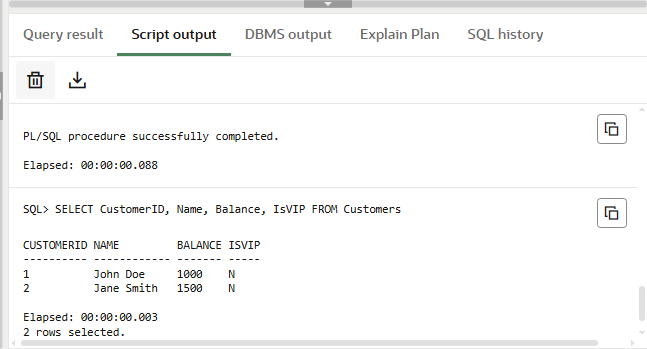 Query result Script output DBMS output Explain Plan SQL history
PL/SQL procedure successfully completed.
Elapsed: 00:00:00.088
SQL> SELECT CustomerID, Name, Balance, IsVIP FROM Customers
CUSTOMERID NAME         BALANCE ISVIP
---------- ------------ ------- -----
1          John Doe     1000    N
2          Jane Smith   1500    N
Elapsed: 00:00:00.003
2 rows selected.